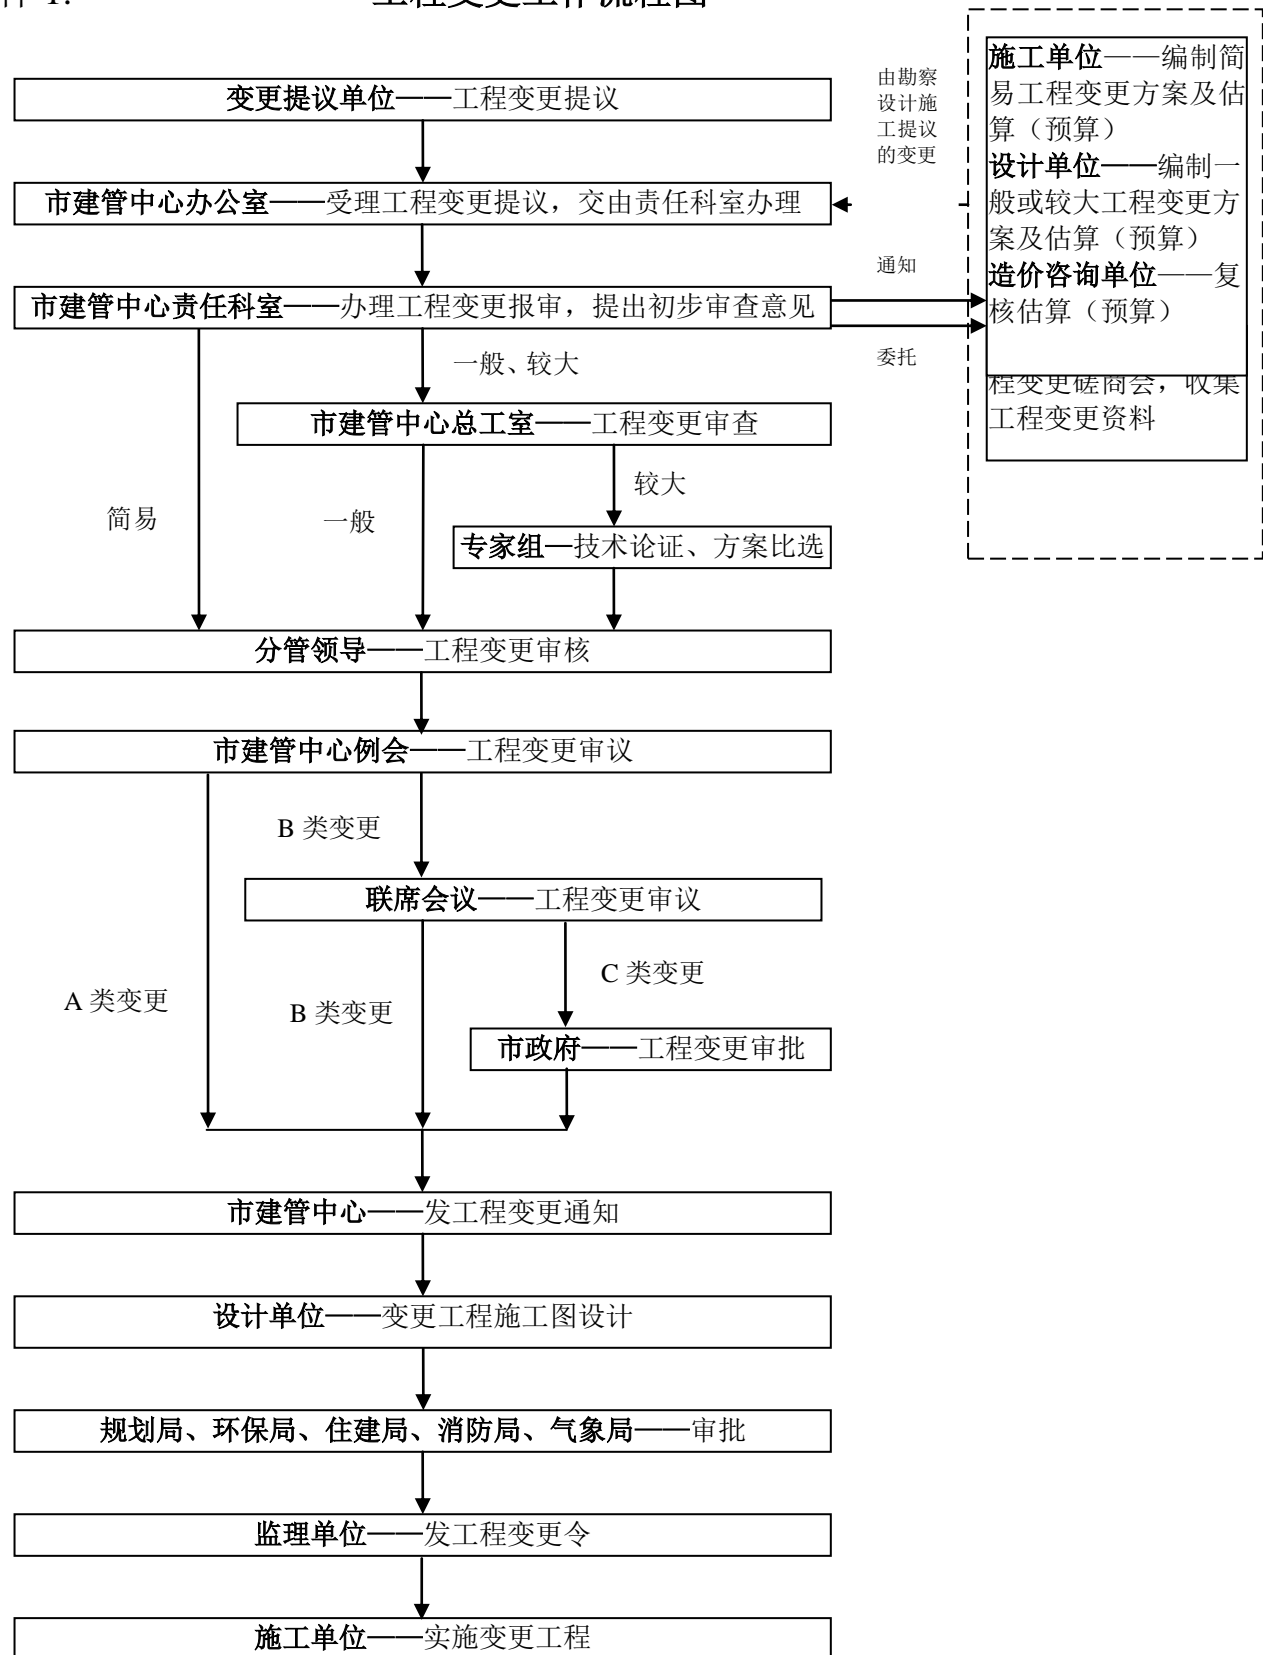 件 1:
工程变更工作流程图
变更提议单位——工程变更提议
由勘察
设计施
工提议
的变更
施工单位——编制简
易工程变更方案及估
算（预算）
设计单位——编制一
般或较大工程变更方
案及估算（预算）
造价咨询单位——复
核估算（预算）
程变更磋商会，收集
工程变更资料
市建管中心办公室——受理工程变更提议，交由责任科室办理
通知
市建管中心责任科室——办理工程变更报审，提出初步审查意见
委托
一般、较大
市建管中心总工室——工程变更审查
较大
简易
一般
专家组—技术论证、方案比选
分管领导——工程变更审核
市建管中心例会——工程变更审议
B 类变更
联席会议——工程变更审议
C 类变更
A 类变更
B 类变更
市政府——工程变更审批
市建管中心——发工程变更通知
设计单位——变更工程施工图设计
规划局、环保局、住建局、消防局、气象局——审批
监理单位——发工程变更令
施工单位——实施变更工程